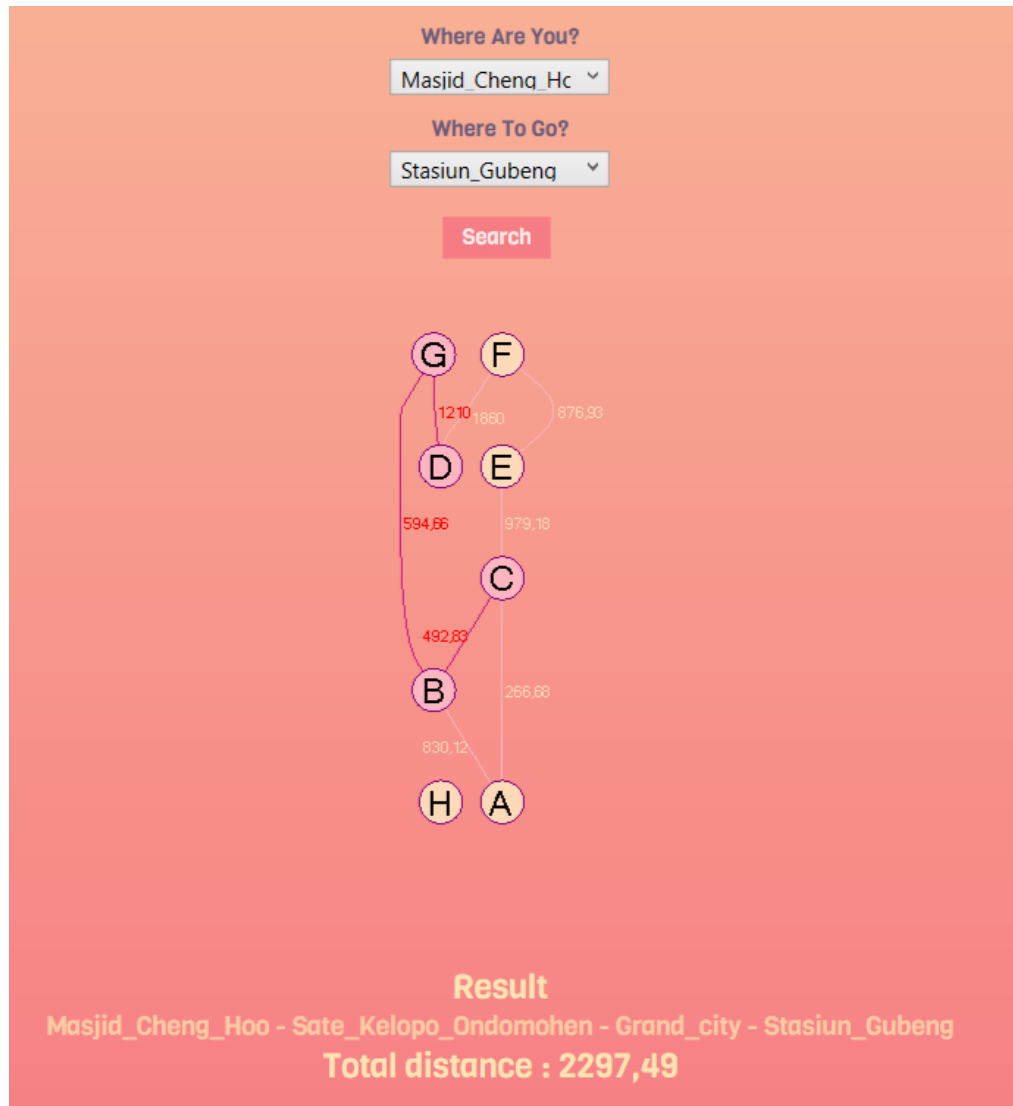 Where Are You?
Masjid_Cheng_Hc
Where To Go?
Stasiun_Gubeng
Search
G F
1210 1860 876,93
D E
594,66 979,18
C
492,83
B 266,68
830,12
H A
Result
Masjid_Cheng_Hoo - Sate_Kelopo_Ondomohen - Grand_city - Stasiun_Gubeng
Total distance : 2297,49